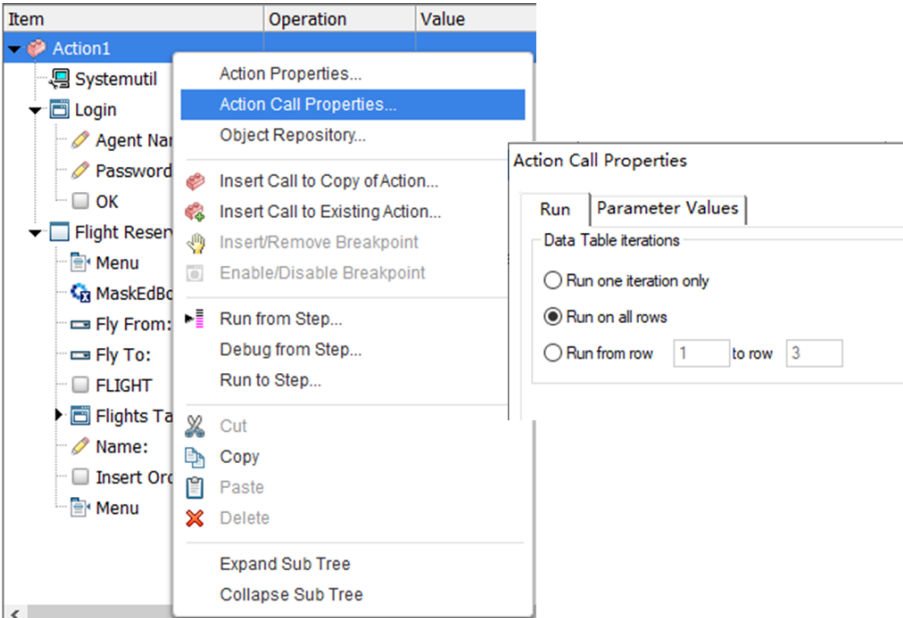 Item Operation Value
Action1
Systemutil
Login
Agent Nar
Password
OK
Flight Reser
Menu
MaskEdBo
Fly From:
Fly To:
FLIGHT
Flights Ta
Name:
Insert Ord
Menu
Action Properties...
Action Call Properties...
Object Repository...
Insert Call to Copy of Action...
Insert Call to Existing Action...
Insert/Remove Breakpoint
Enable/Disable Breakpoint
Run from Step...
Debug from Step...
Run to Step...
Cut
Copy
Paste
Delete
Expand Sub Tree
Collapse Sub Tree
Action Call Properties
Run Parameter Values
Data Table iterations
Run one iteration only
Run on all rows
Run from row 1 to row 3